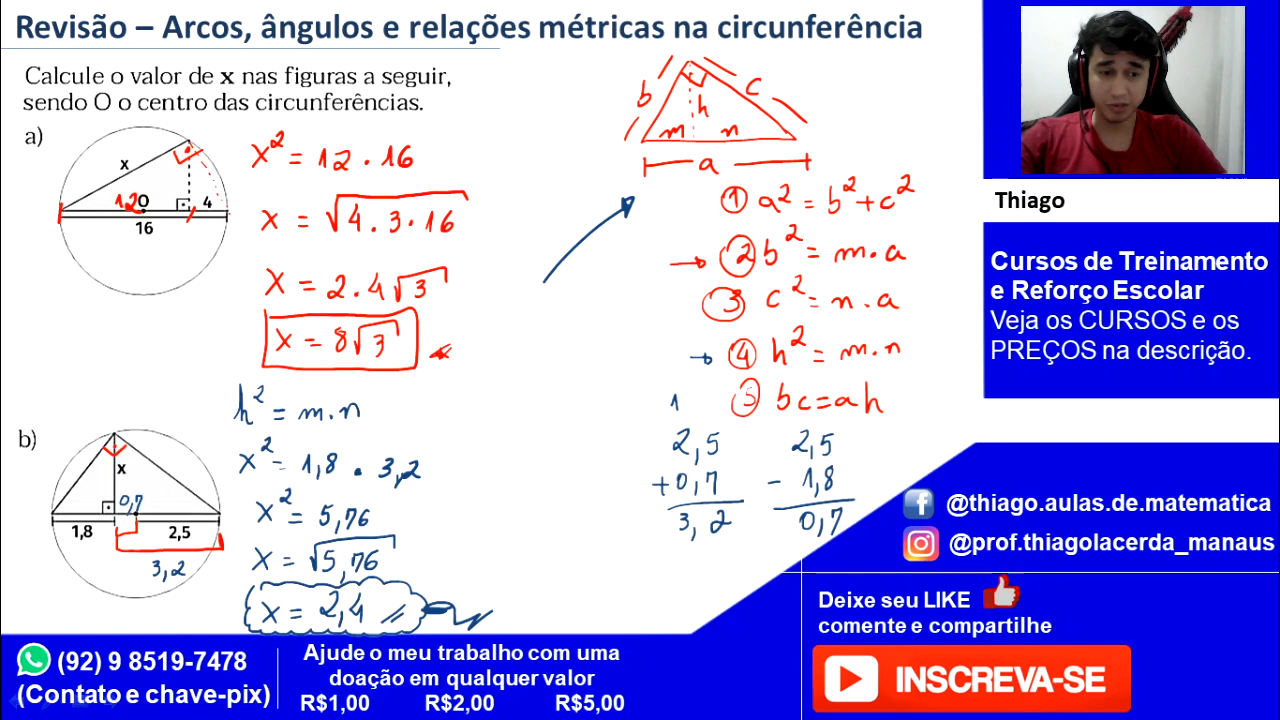 Revisão – Arcos, ângulos e relações métricas na circunferência
Calcule o valor de x nas figuras a seguir,
sendo O o centro das circunferências.
a)
x
12
O
4
16
x² = 12 . 16
x = √4 . 3 . 16
x = 2 . 4√3
x = 8√3
b
c
h
m
n
a
① a² = b² + c²
② b² = m . a
③ c² = n . a
④ h² = m . n
⑤ bc = ah
b)
x
0,7
1,8
2,5
3,2
h² = m . n
x² = 1,8 . 3,2
x² = 5,76
x = √5,76
x = 2,4
1
2,5
+0,7
3,2
2,5
- 1,8
0,7
Thiago
Cursos de Treinamento
e Reforço Escolar
Veja os CURSOS e os
PREÇOS na descrição.
@thiago.aulas.de.matematica
@prof.thiagolacerda_manaus
Deixe seu LIKE
comente e compartilhe
INSCREVA-SE
(92) 9 8519-7478
(Contato e chave-pix)
Ajude o meu trabalho com uma
doação em qualquer valor
R$1,00 R$2,00 R$5,00